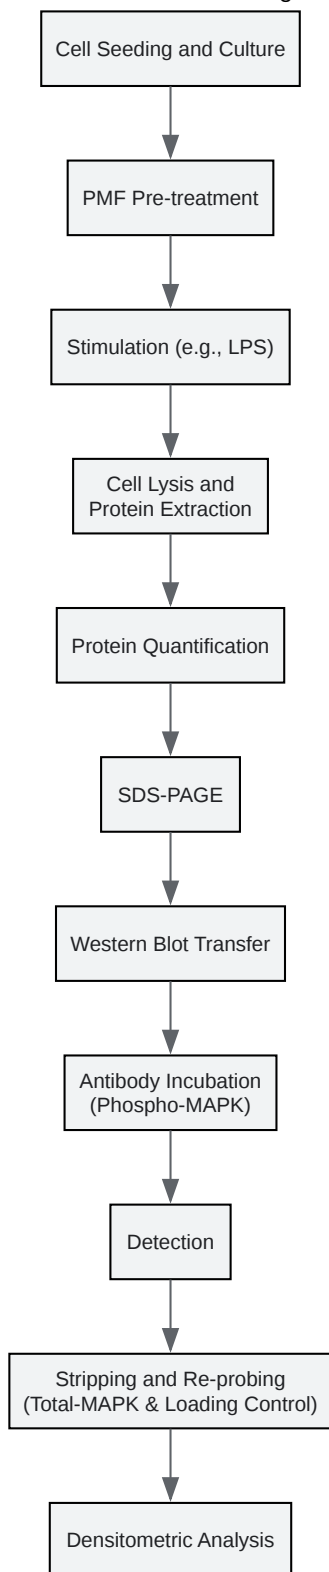 Cell Seeding and Culture
PMF Pre-treatment
Stimulation (e.g., LPS)
Cell Lysis and
Protein Extraction
Protein Quantification
SDS-PAGE
Western Blot Transfer
Antibody Incubation
(Phospho-MAPK)
Detection
Stripping and Re-probing
(Total-MAPK & Loading Control)
Densitometric Analysis